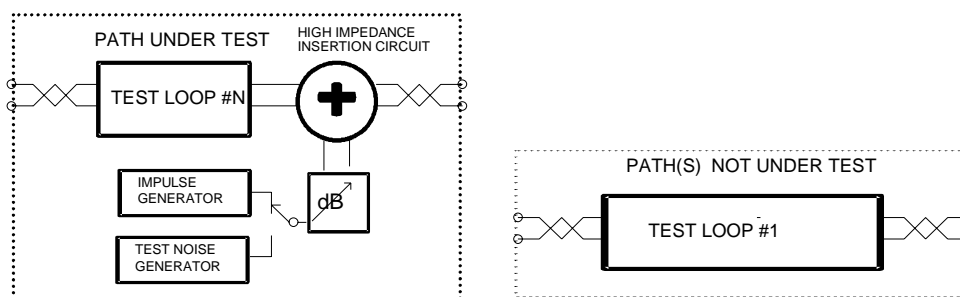 PATH UNDER TEST
HIGH IMPEDANCE
INSERTION CIRCUIT
TEST LOOP #N
IMPULSE
GENERATOR
dB
TEST NOISE
GENERATOR
PATH(S) NOT UNDER TEST
TEST LOOP #1